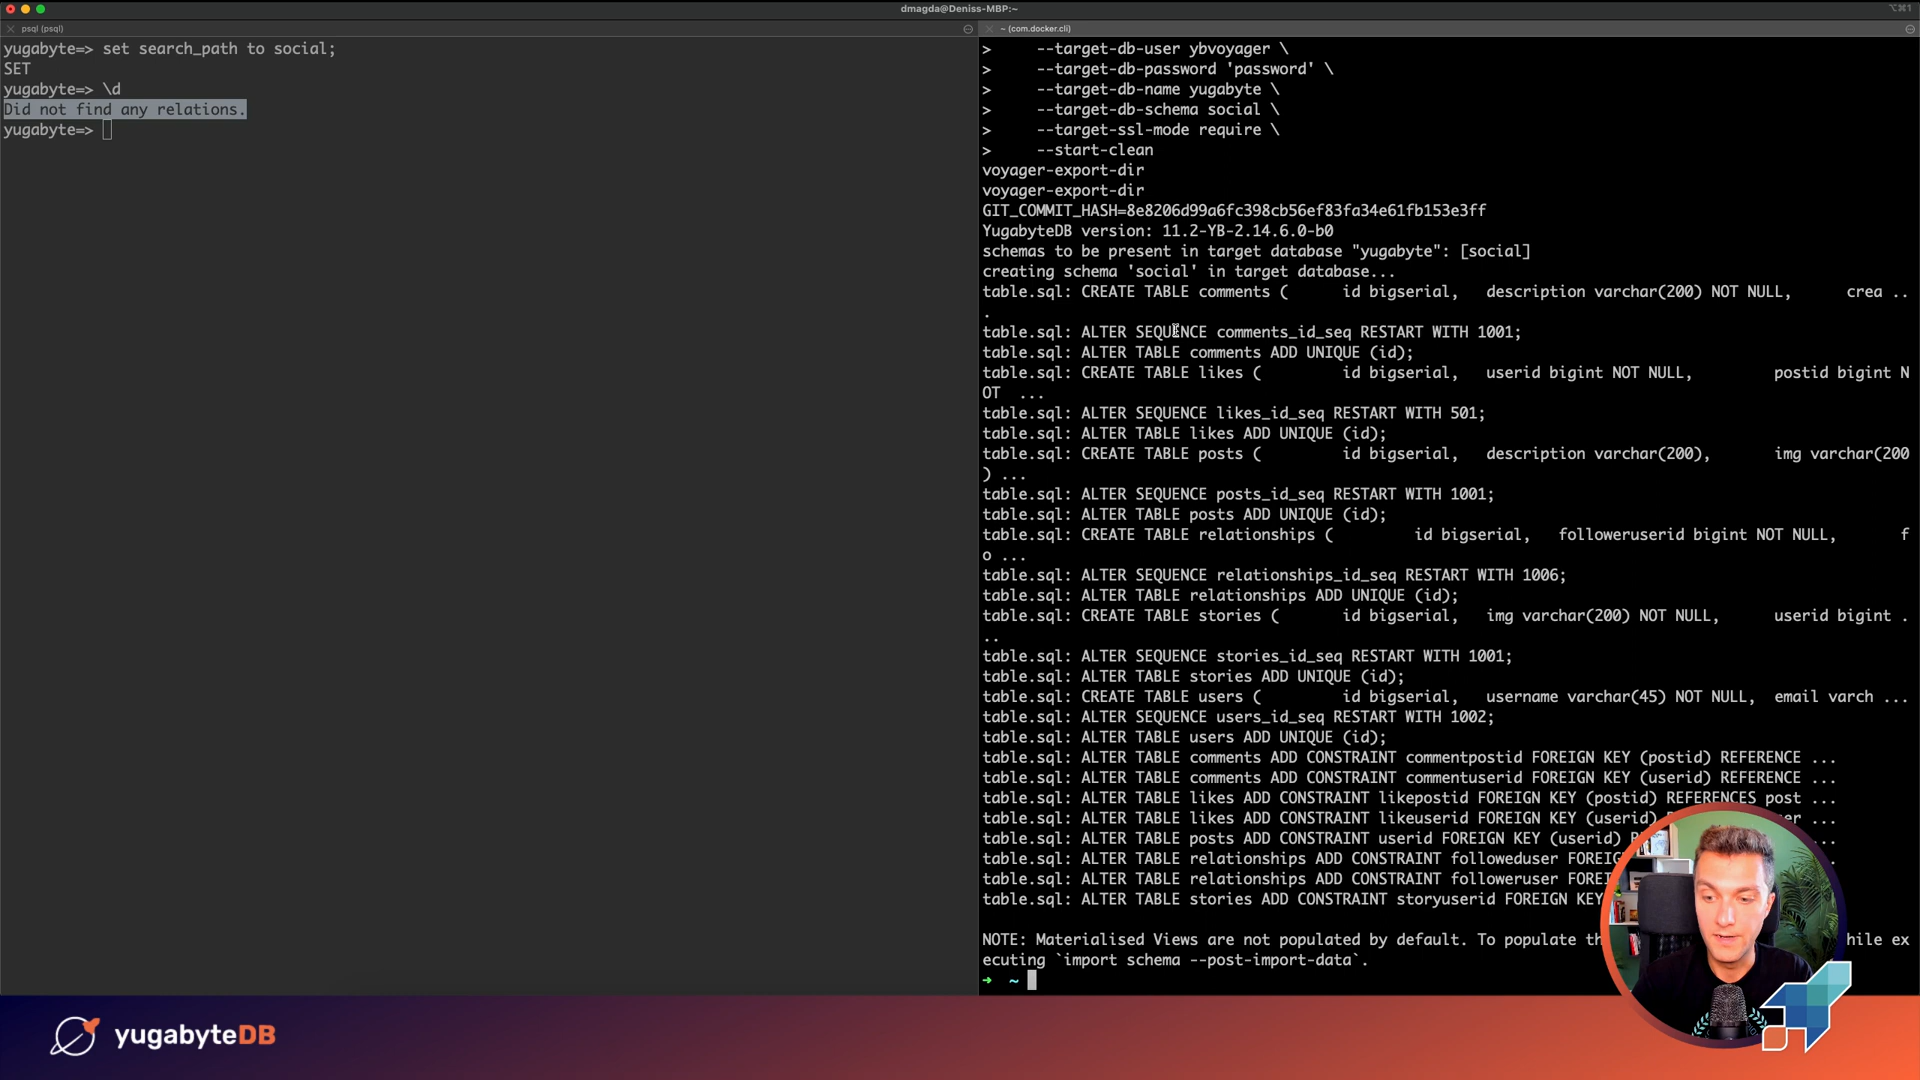 dmagda@Deniss-MBP:~
⌥⌘1
psql (psql)
yugabyte=> set search_path to social;
SET
yugabyte=> \d
Did not find any relations.
yugabyte=>
~ (com.docker.cli)
>     --target-db-user ybvoyager \
>     --target-db-password 'password' \
>     --target-db-name yugabyte \
>     --target-db-schema social \
>     --target-ssl-mode require \
>     --start-clean
voyager-export-dir
voyager-export-dir
GIT_COMMIT_HASH=8e8206d99a6fc398cb56ef83fa34e61fb153e3ff
YugabyteDB version: 11.2-YB-2.14.6.0-b0
schemas to be present in target database "yugabyte": [social]
creating schema 'social' in target database...
table.sql: CREATE TABLE comments (      id bigserial,   description varchar(200) NOT NULL,       crea ..
.
table.sql: ALTER SEQUENCE comments_id_seq RESTART WITH 1001;
table.sql: ALTER TABLE comments ADD UNIQUE (id);
table.sql: CREATE TABLE likes (         id bigserial,   userid bigint NOT NULL,         postid bigint N
OT  ...
table.sql: ALTER SEQUENCE likes_id_seq RESTART WITH 501;
table.sql: ALTER TABLE likes ADD UNIQUE (id);
table.sql: CREATE TABLE posts (         id bigserial,   description varchar(200),       img varchar(200
) ...
table.sql: ALTER SEQUENCE posts_id_seq RESTART WITH 1001;
table.sql: ALTER TABLE posts ADD UNIQUE (id);
table.sql: CREATE TABLE relationships (         id bigserial,   followeruserid bigint NOT NULL,        f
o ...
table.sql: ALTER SEQUENCE relationships_id_seq RESTART WITH 1006;
table.sql: ALTER TABLE relationships ADD UNIQUE (id);
table.sql: CREATE TABLE stories (       id bigserial,   img varchar(200) NOT NULL,      userid bigint .
..
table.sql: ALTER SEQUENCE stories_id_seq RESTART WITH 1001;
table.sql: ALTER TABLE stories ADD UNIQUE (id);
table.sql: CREATE TABLE users (         id bigserial,   username varchar(45) NOT NULL,  email varch ...
table.sql: ALTER SEQUENCE users_id_seq RESTART WITH 1002;
table.sql: ALTER TABLE users ADD UNIQUE (id);
table.sql: ALTER TABLE comments ADD CONSTRAINT commentpostid FOREIGN KEY (postid) REFERENCE ...
table.sql: ALTER TABLE comments ADD CONSTRAINT commentuserid FOREIGN KEY (userid) REFERENCE ...
table.sql: ALTER TABLE likes ADD CONSTRAINT likepostid FOREIGN KEY (postid) REFERENCES post ...
table.sql: ALTER TABLE likes ADD CONSTRAINT likeuserid FOREIGN KEY (userid) ...
table.sql: ALTER TABLE posts ADD CONSTRAINT userid FOREIGN KEY (userid) ...
table.sql: ALTER TABLE relationships ADD CONSTRAINT followeduser
table.sql: ALTER TABLE relationships ADD CONSTRAINT followeruser
table.sql: ALTER TABLE stories ADD CONSTRAINT storyuserid FOREIGN KEY
NOTE: Materialised Views are not populated by default. To populate ex
ecuting `import schema --post-import-data`.
➜  ~
yugabyteDB